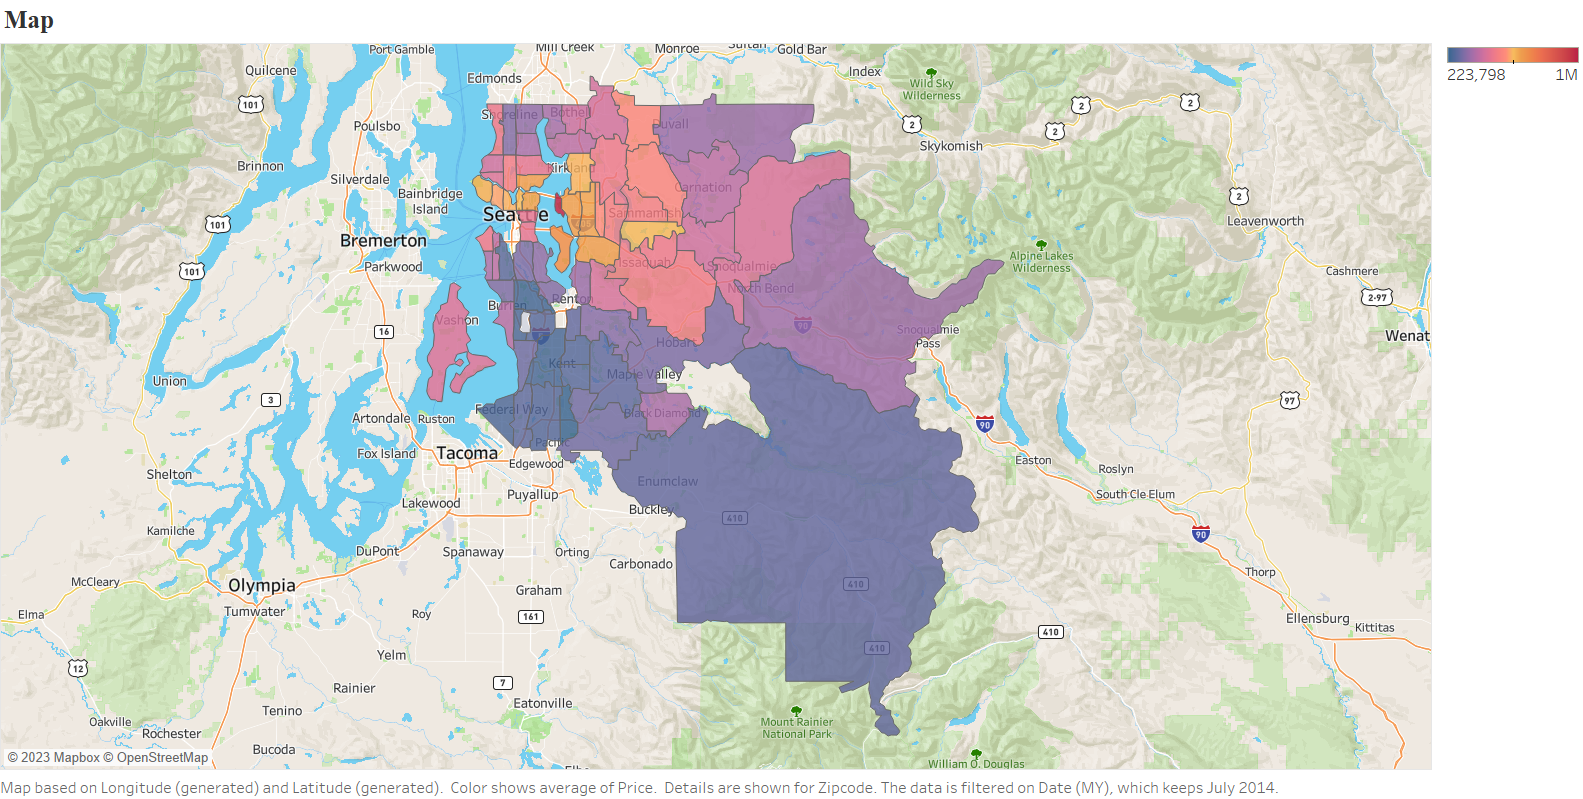 Map
Port Gamble
Mill Creek
Monroe
Sultan
Gold Bar
Quilcene
Edmonds
Index
Wild Sky
Wilderness
101
2
2
Shoreline
Bothell
Duvall
Poulsbo
2
2
Skykomish
Brinnon
Silverdale
Kirkland
Carnation
Bainbridge
Island
2
Seattle
Sammamish
Leavenworth
101
Bremerton
Alpine Lakes
Wilderness
Parkwood
Issaquah
Snoqualmie
101
Cashmere
North Bend
2-97
Burien
Renton
Vashon
90
Snoqualmie
Pass
16
Wenat
Hobart
Kent
Maple Valley
Union
3
97
Artondale
Ruston
Federal Way
Black Diamond
90
Fox Island
Tacoma
Pacific
Edgewood
Easton
Roslyn
Shelton
Enumclaw
Puyallup
South Cle Elum
Lakewood
Buckley
410
Kamilche
90
DuPont
Spanaway
Orting
Carbonado
Thorp
McCleary
Olympia
Graham
410
Elma
Tumwater
Roy
161
Ellensburg
Kittitas
410
410
12
Yelm
Rainier
7
Eatonville
Tenino
Oakville
Rochester
Mount Rainier
National Park
Bucoda
© 2023 Mapbox © OpenStreetMap
William O. Douglas
223,798
1M
Map based on Longitude (generated) and Latitude (generated).  Color shows average of Price.  Details are shown for Zipcode. The data is filtered on Date (MY), which keeps July 2014.